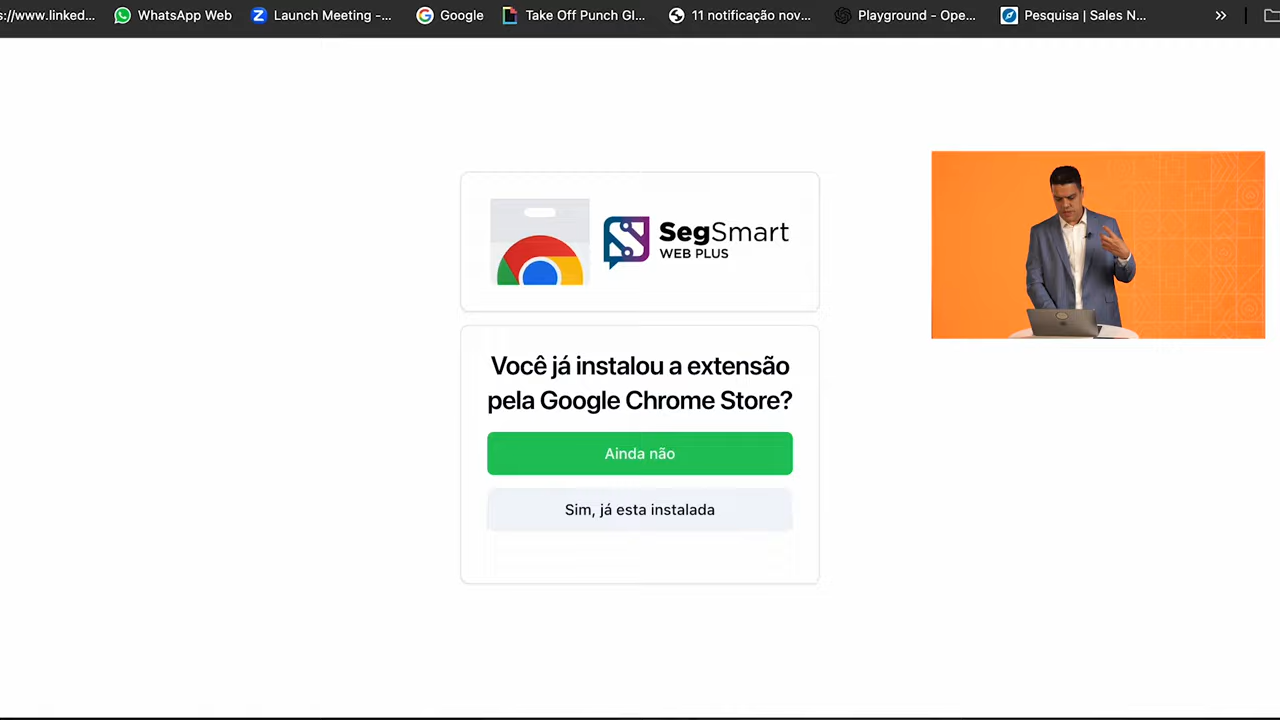 s://www.linked...
WhatsApp Web
Launch Meeting -...
Google
Take Off Punch Gl...
11 notificação nov...
Playground - Ope...
Pesquisa | Sales N...
SegSmart
WEB PLUS
Você já instalou a extensão
pela Google Chrome Store?
Ainda não
Sim, já esta instalada